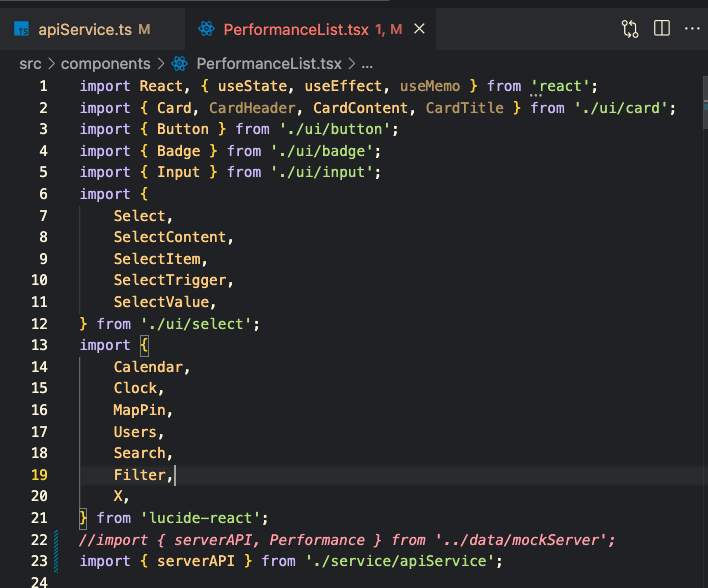 TS apiService.ts M
PerformanceList.tsx 1, M
src > components > PerformanceList.tsx > ...
1 import React, { useState, useEffect, useMemo } from 'react';
2 import { Card, CardHeader, CardContent, CardTitle } from './ui/card';
3 import { Button } from './ui/button';
4 import { Badge } from './ui/badge';
5 import { Input } from './ui/input';
6 import {
7 Select,
8 SelectContent,
9 SelectItem,
10 SelectTrigger,
11 SelectValue,
12 } from './ui/select';
13 import {
14 Calendar,
15 Clock,
16 MapPin,
17 Users,
18 Search,
19 Filter,
20 X,
21 } from 'lucide-react';
22 //import { serverAPI, Performance } from '../data/mockServer';
23 import { serverAPI } from './service/apiService';
24